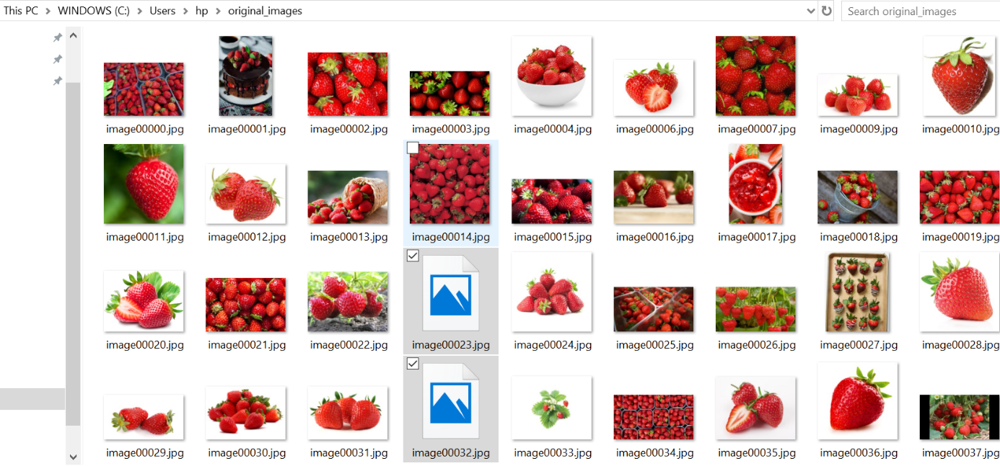 This PC > WINDOWS (C:) > Users > hp > original_images
Search original_images
image00000.jpg image00001.jpg image00002.jpg image00003.jpg image00004.jpg image00006.jpg image00007.jpg image00009.jpg image00010.jpg
image00011.jpg image00012.jpg image00013.jpg image00014.jpg image00015.jpg image00016.jpg image00017.jpg image00018.jpg image00019.jpg
image00020.jpg image00021.jpg image00022.jpg image00023.jpg image00024.jpg image00025.jpg image00026.jpg image00027.jpg image00028.jpg
image00029.jpg image00030.jpg image00031.jpg image00032.jpg image00033.jpg image00034.jpg image00035.jpg image00036.jpg image00037.jpg